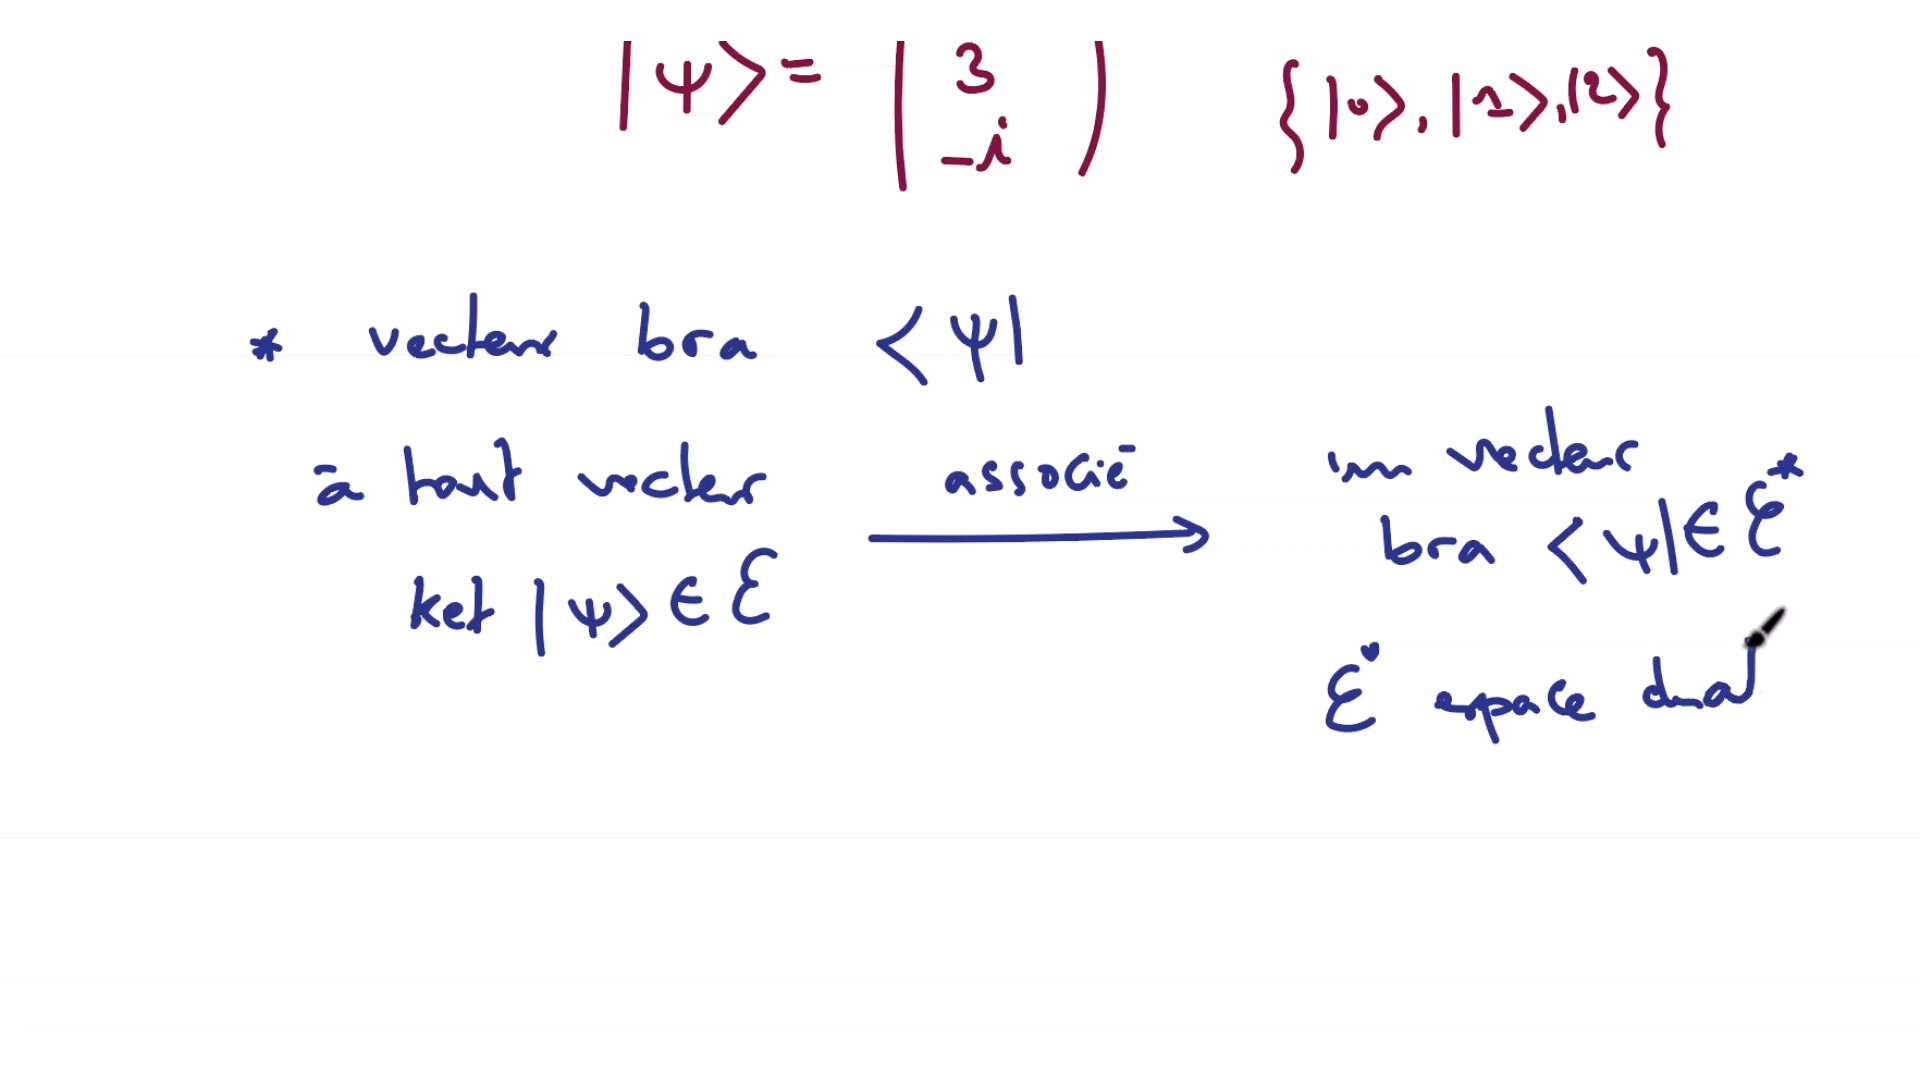 |ψ> = ( 3 {|0>, |1>, |2>}
-i )
* vecteur bra <ψ|
à tout vecteur associé un vecteur
ket |ψ> ∈ Ɛ → bra <ψ| ∈ Ɛ*
Ɛ* espace dual